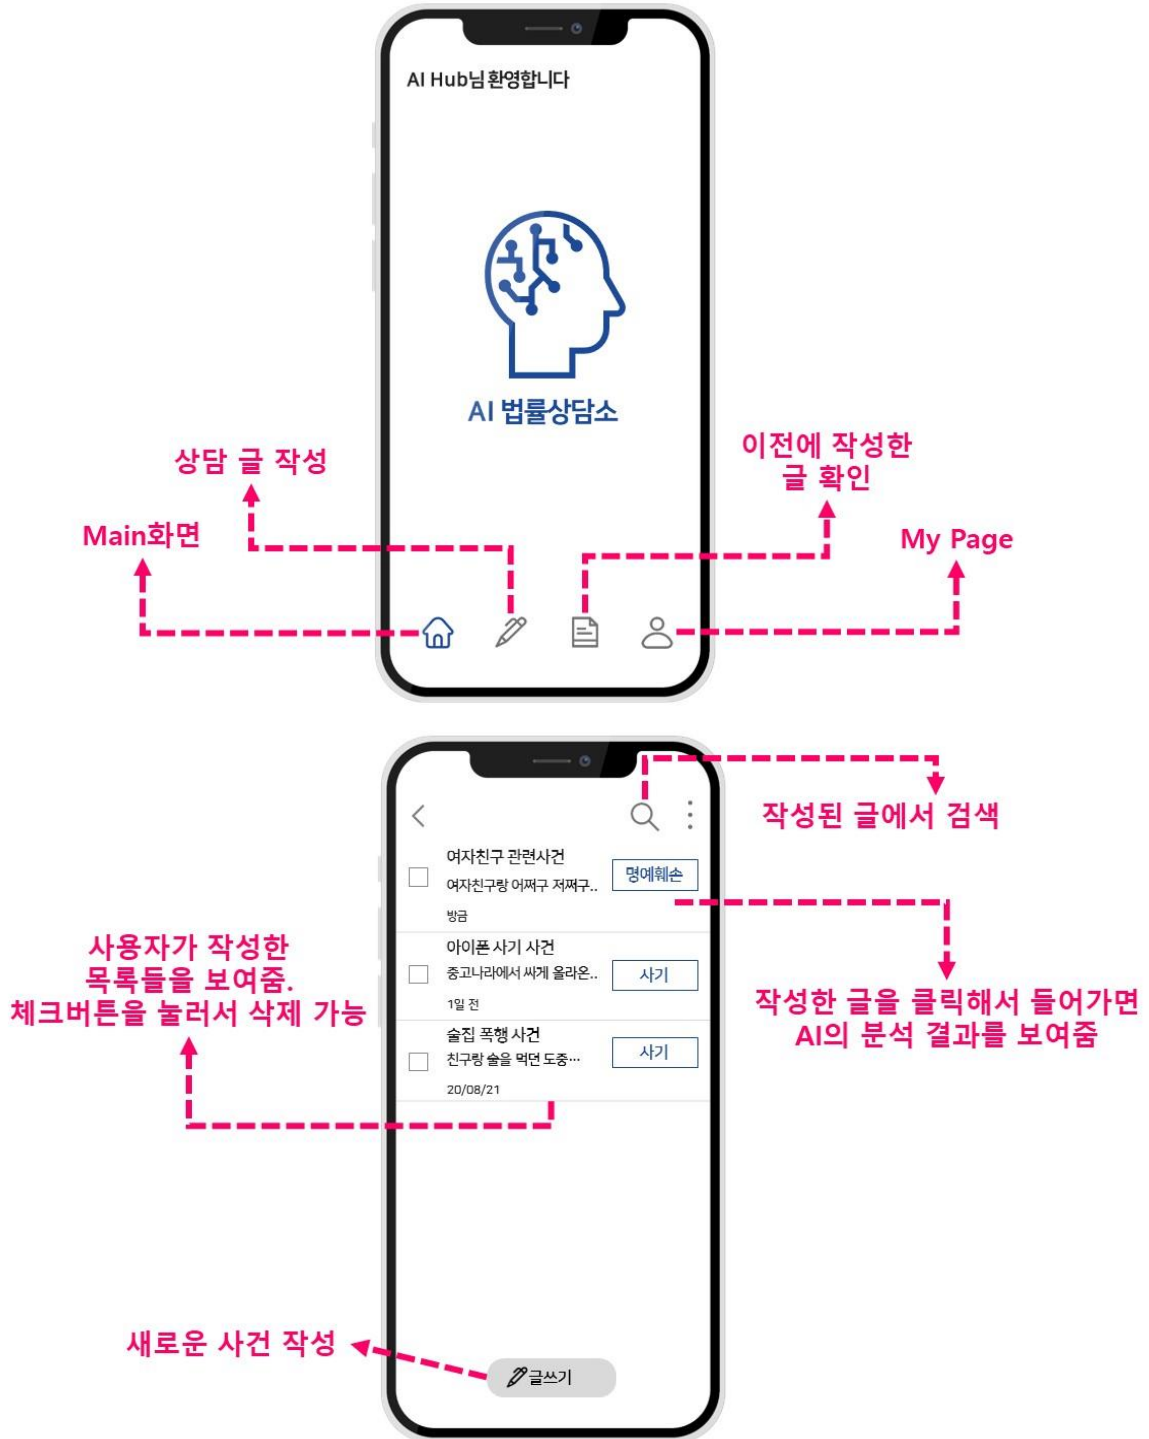 AI Hub님 환영합니다
AI 법률상담소
상담 글 작성
이전에 작성한
글 확인
Main화면
My Page
작성된 글에서 검색
여자친구 관련사건
여자친구랑 어쩌구 저쩌구..
방금
명예훼손
아이폰 사기 사건
중고나라에서 싸게 올라온..
1일 전
사기
술집 폭행 사건
친구랑 술을 먹던 도중...
20/08/21
사기
사용자가 작성한
목록들을 보여줌.
체크버튼을 눌러서 삭제 가능
작성한 글을 클릭해서 들어가면
AI의 분석 결과를 보여줌
새로운 사건 작성
글쓰기